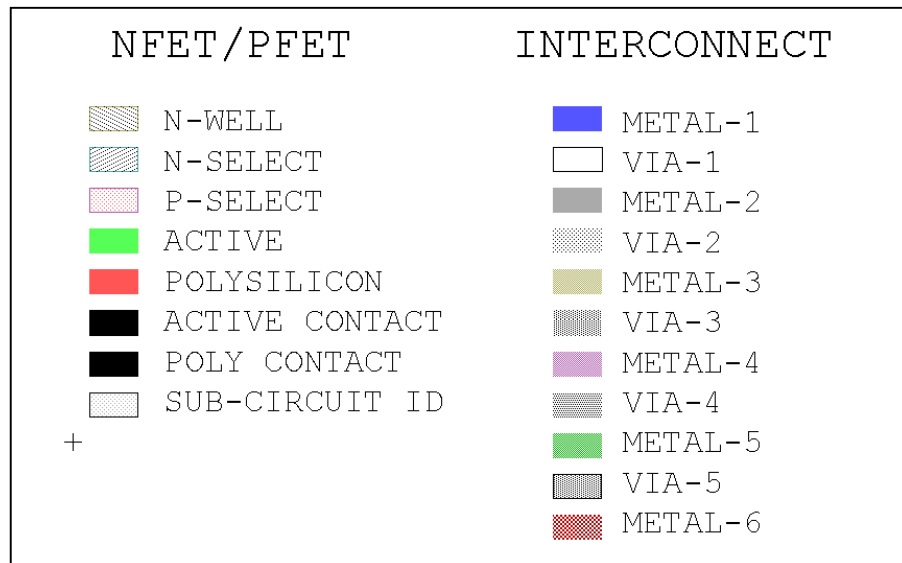 NFET/PFET
N-WELL
N-SELECT
P-SELECT
ACTIVE
POLYSILICON
ACTIVE CONTACT
POLY CONTACT
SUB-CIRCUIT ID
+
INTERCONNECT
METAL-1
VIA-1
METAL-2
VIA-2
METAL-3
VIA-3
METAL-4
VIA-4
METAL-5
VIA-5
METAL-6